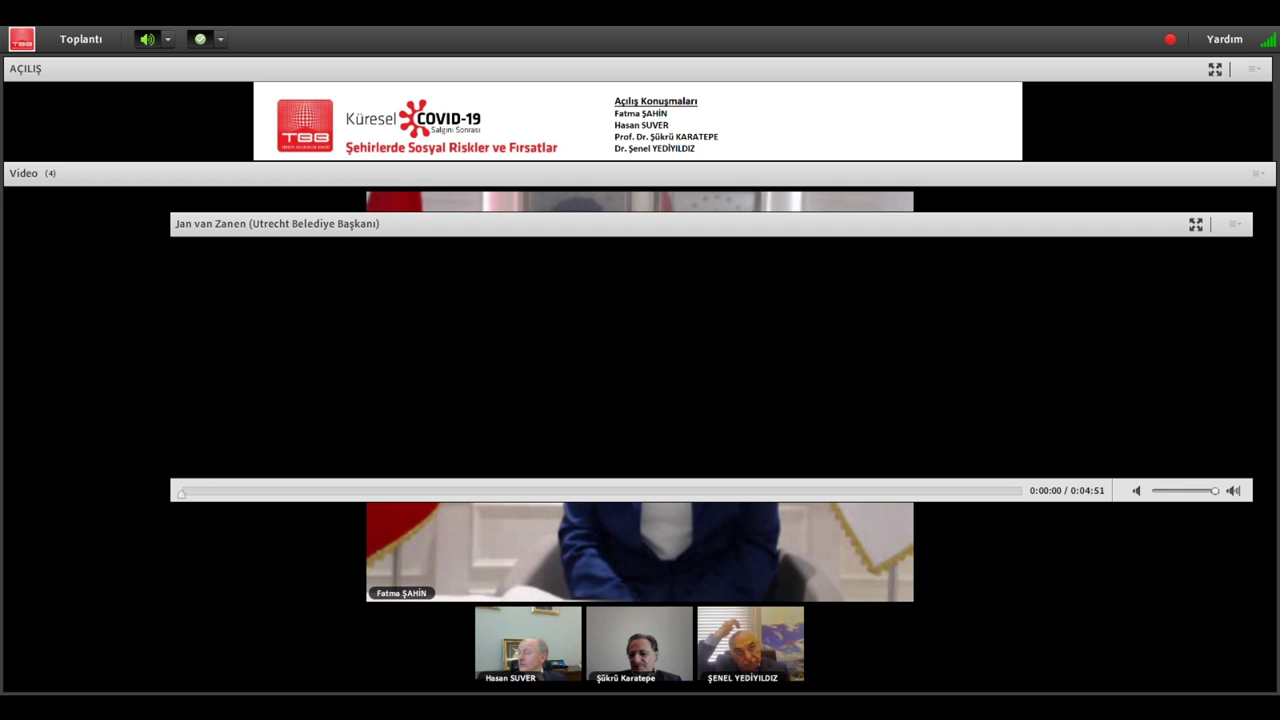 Toplantı
Yardım
AÇILIŞ
TBB
Küresel COVID-19
Salgını Sonrası
Şehirlerde Sosyal Riskler ve Fırsatlar
Açılış Konuşmaları
Fatma ŞAHİN
Hasan SUVER
Prof. Dr. Şükrü KARATEPE
Dr. Şenel YEDİYILDIZ
Video (4)
Jan van Zanen (Utrecht Belediye Başkanı)
0:00:00 / 0:04:51
Fatma ŞAHİN
Hasan SUVER
Şükrü Karatepe
ŞENEL YEDİYILDIZ